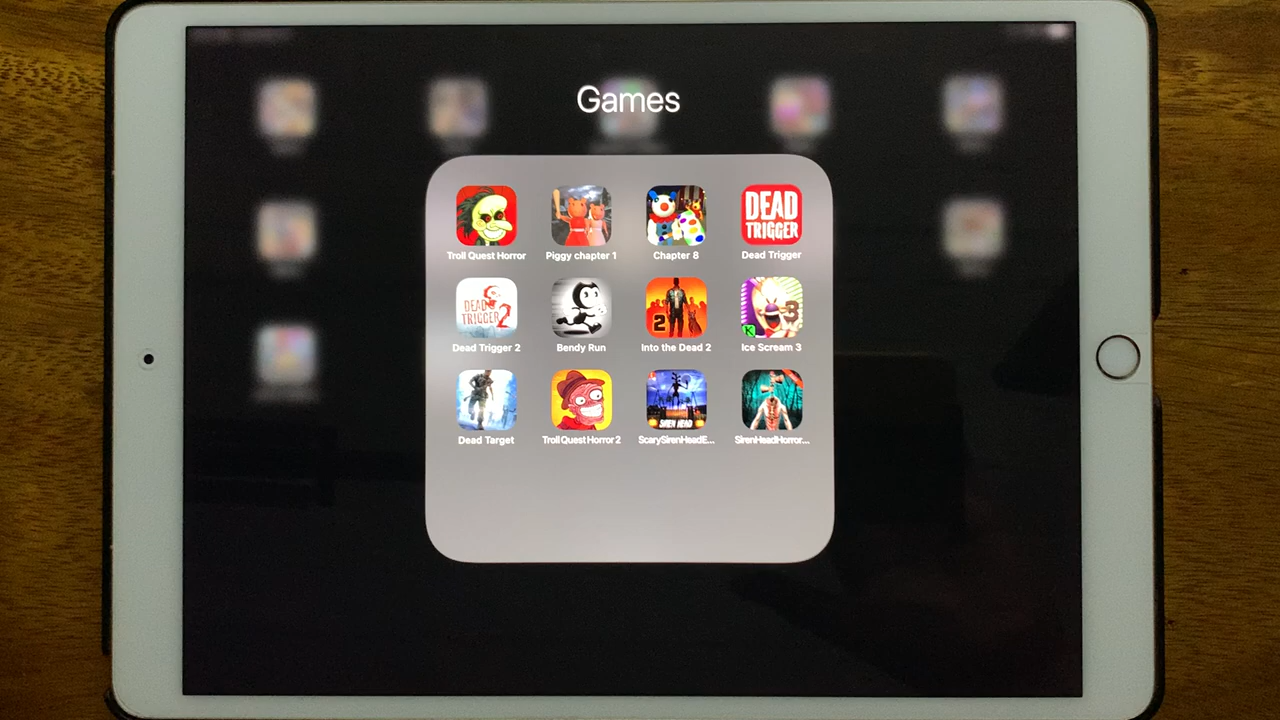 Games
DEAD
TRIGGER
Troll Quest Horror
Piggy chapter 1
Chapter 8
Dead Trigger
DEAD
TRIGGER
2
2
3
K
Dead Trigger 2
Bendy Run
Into the Dead 2
Ice Scream 3
SIREN HEAD
Dead Target
Troll Quest Horror 2
ScarySirenHeadE...
SirenHeadHorror...